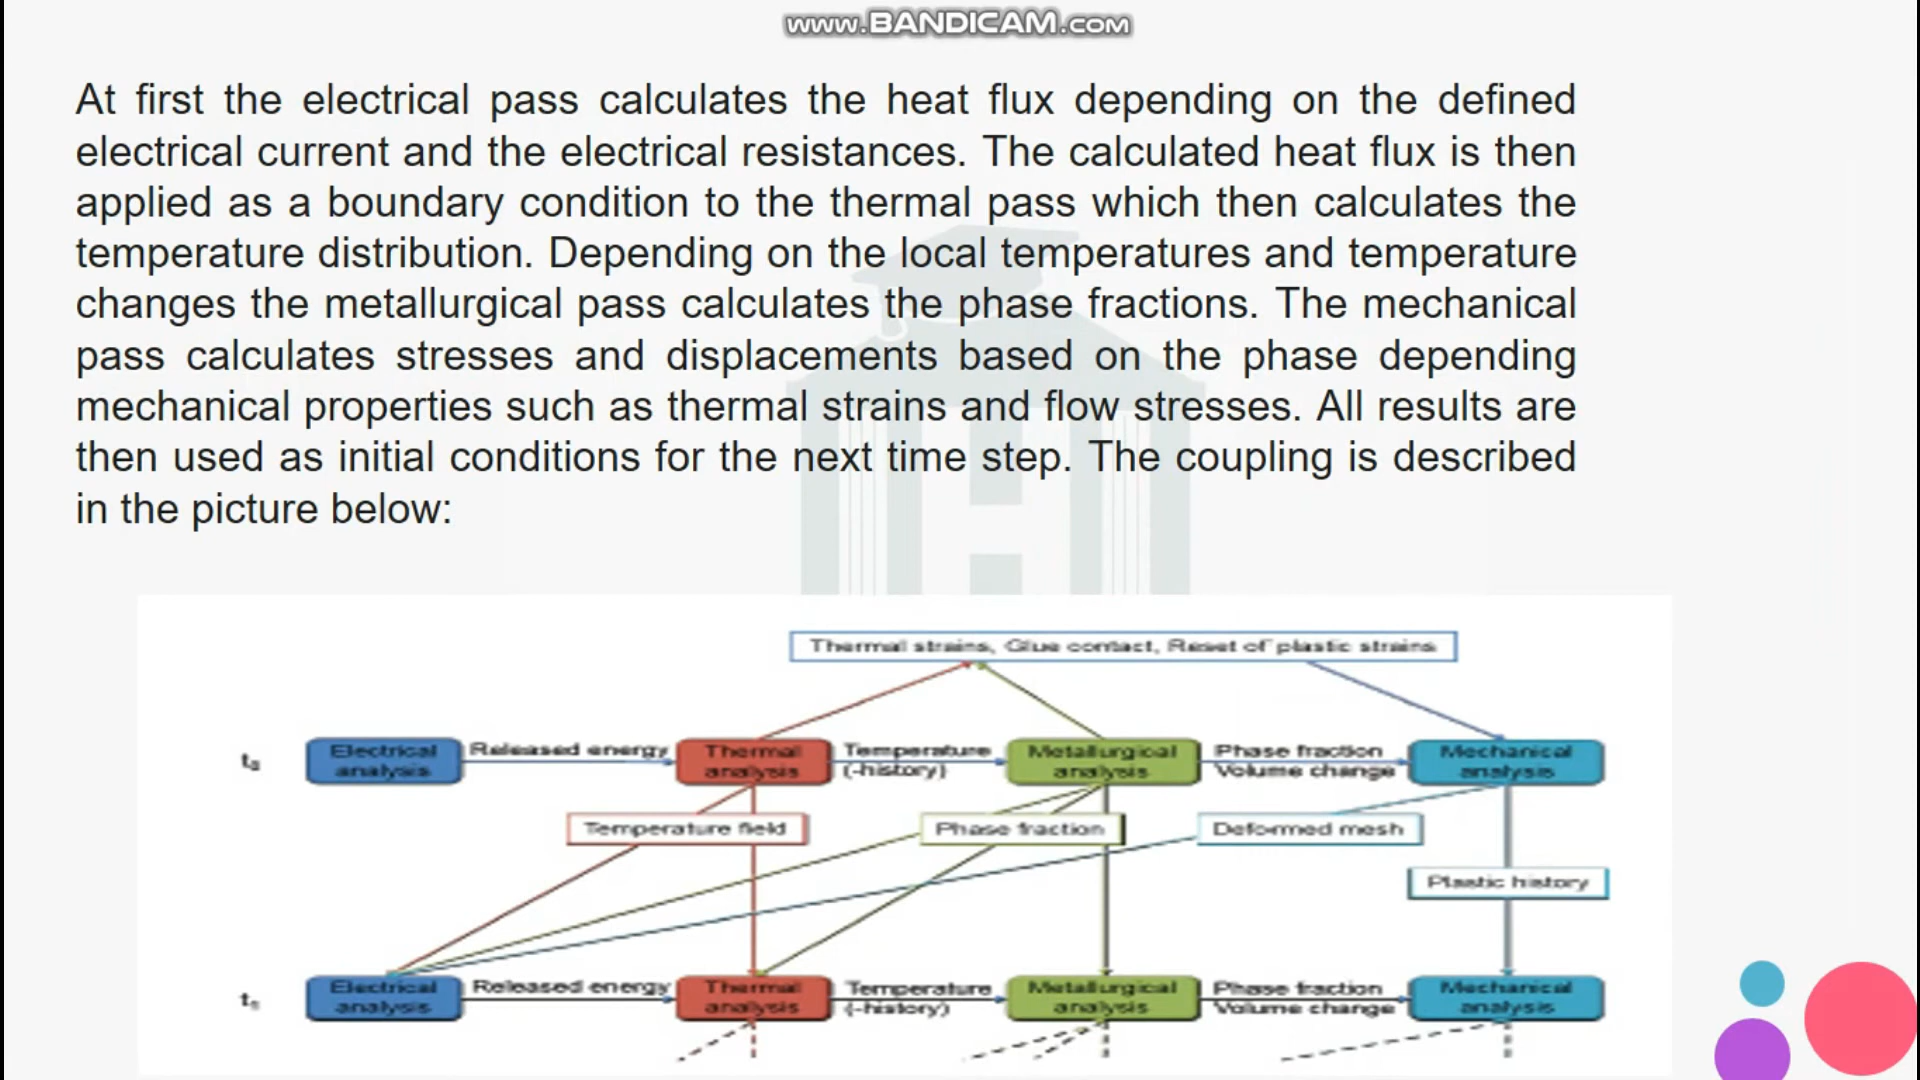 www.BANDICAM.com
At first the electrical pass calculates the heat flux depending on the defined
electrical current and the electrical resistances. The calculated heat flux is then
applied as a boundary condition to the thermal pass which then calculates the
temperature distribution. Depending on the local temperatures and temperature
changes the metallurgical pass calculates the phase fractions. The mechanical
pass calculates stresses and displacements based on the phase depending
mechanical properties such as thermal strains and flow stresses. All results are
then used as initial conditions for the next time step. The coupling is described
in the picture below:
Thermal strains, Glue contact, Reset of plastic strains
t₀ Electrical analysis Released energy Thermal analysis Temperature (-history) Metallurgical analysis Phase fraction Volume change Mechanical analysis
Temperature field Phase fraction Deformed mesh
Plastic history
t₁ Electrical analysis Released energy Thermal analysis Temperature (-history) Metallurgical analysis Phase fraction Volume change Mechanical analysis